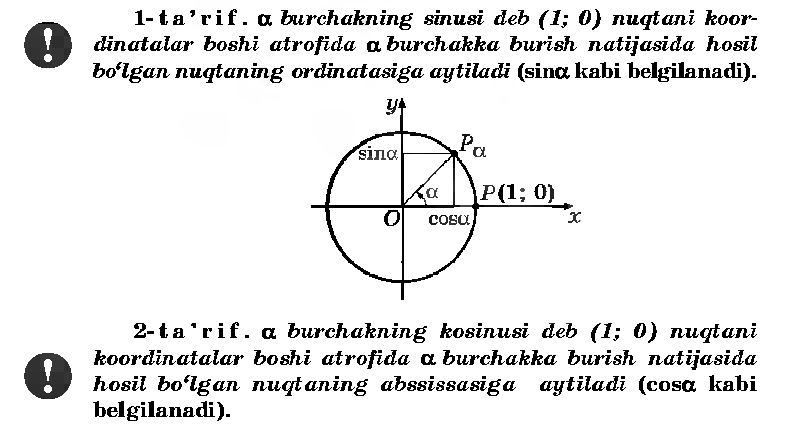 1-ta’rif. α burchakning sinusi deb (1; 0) nuqtani koor-
dinatalar boshi atrofida α burchakka burish natijasida hosil
bo‘lgan nuqtaning ordinatasiga aytiladi (sinα kabi belgilanadi).
y
sinα
Pα
α
P(1; 0)
O
cosα
x
2-ta’rif. α burchakning kosinusi deb (1; 0) nuqtani
koordinatalar boshi atrofida α burchakka burish natijasida
hosil bo‘lgan nuqtaning abssissasiga aytiladi (cosα kabi
belgilanadi).